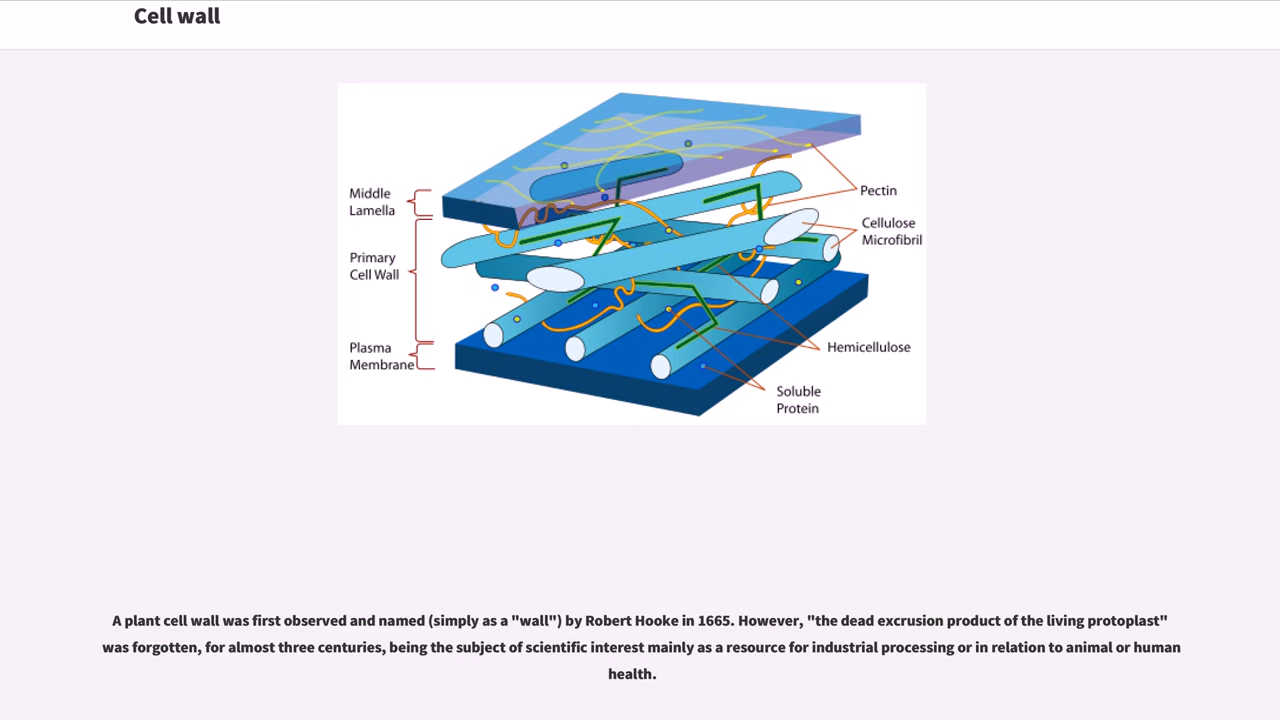 Cell wall
Middle
Lamella
Primary
Cell Wall
Plasma
Membrane
Pectin
Cellulose
Microfibril
Hemicellulose
Soluble
Protein
A plant cell wall was first observed and named (simply as a "wall") by Robert Hooke in 1665. However, "the dead excrusion product of the living protoplast"
was forgotten, for almost three centuries, being the subject of scientific interest mainly as a resource for industrial processing or in relation to animal or human
health.